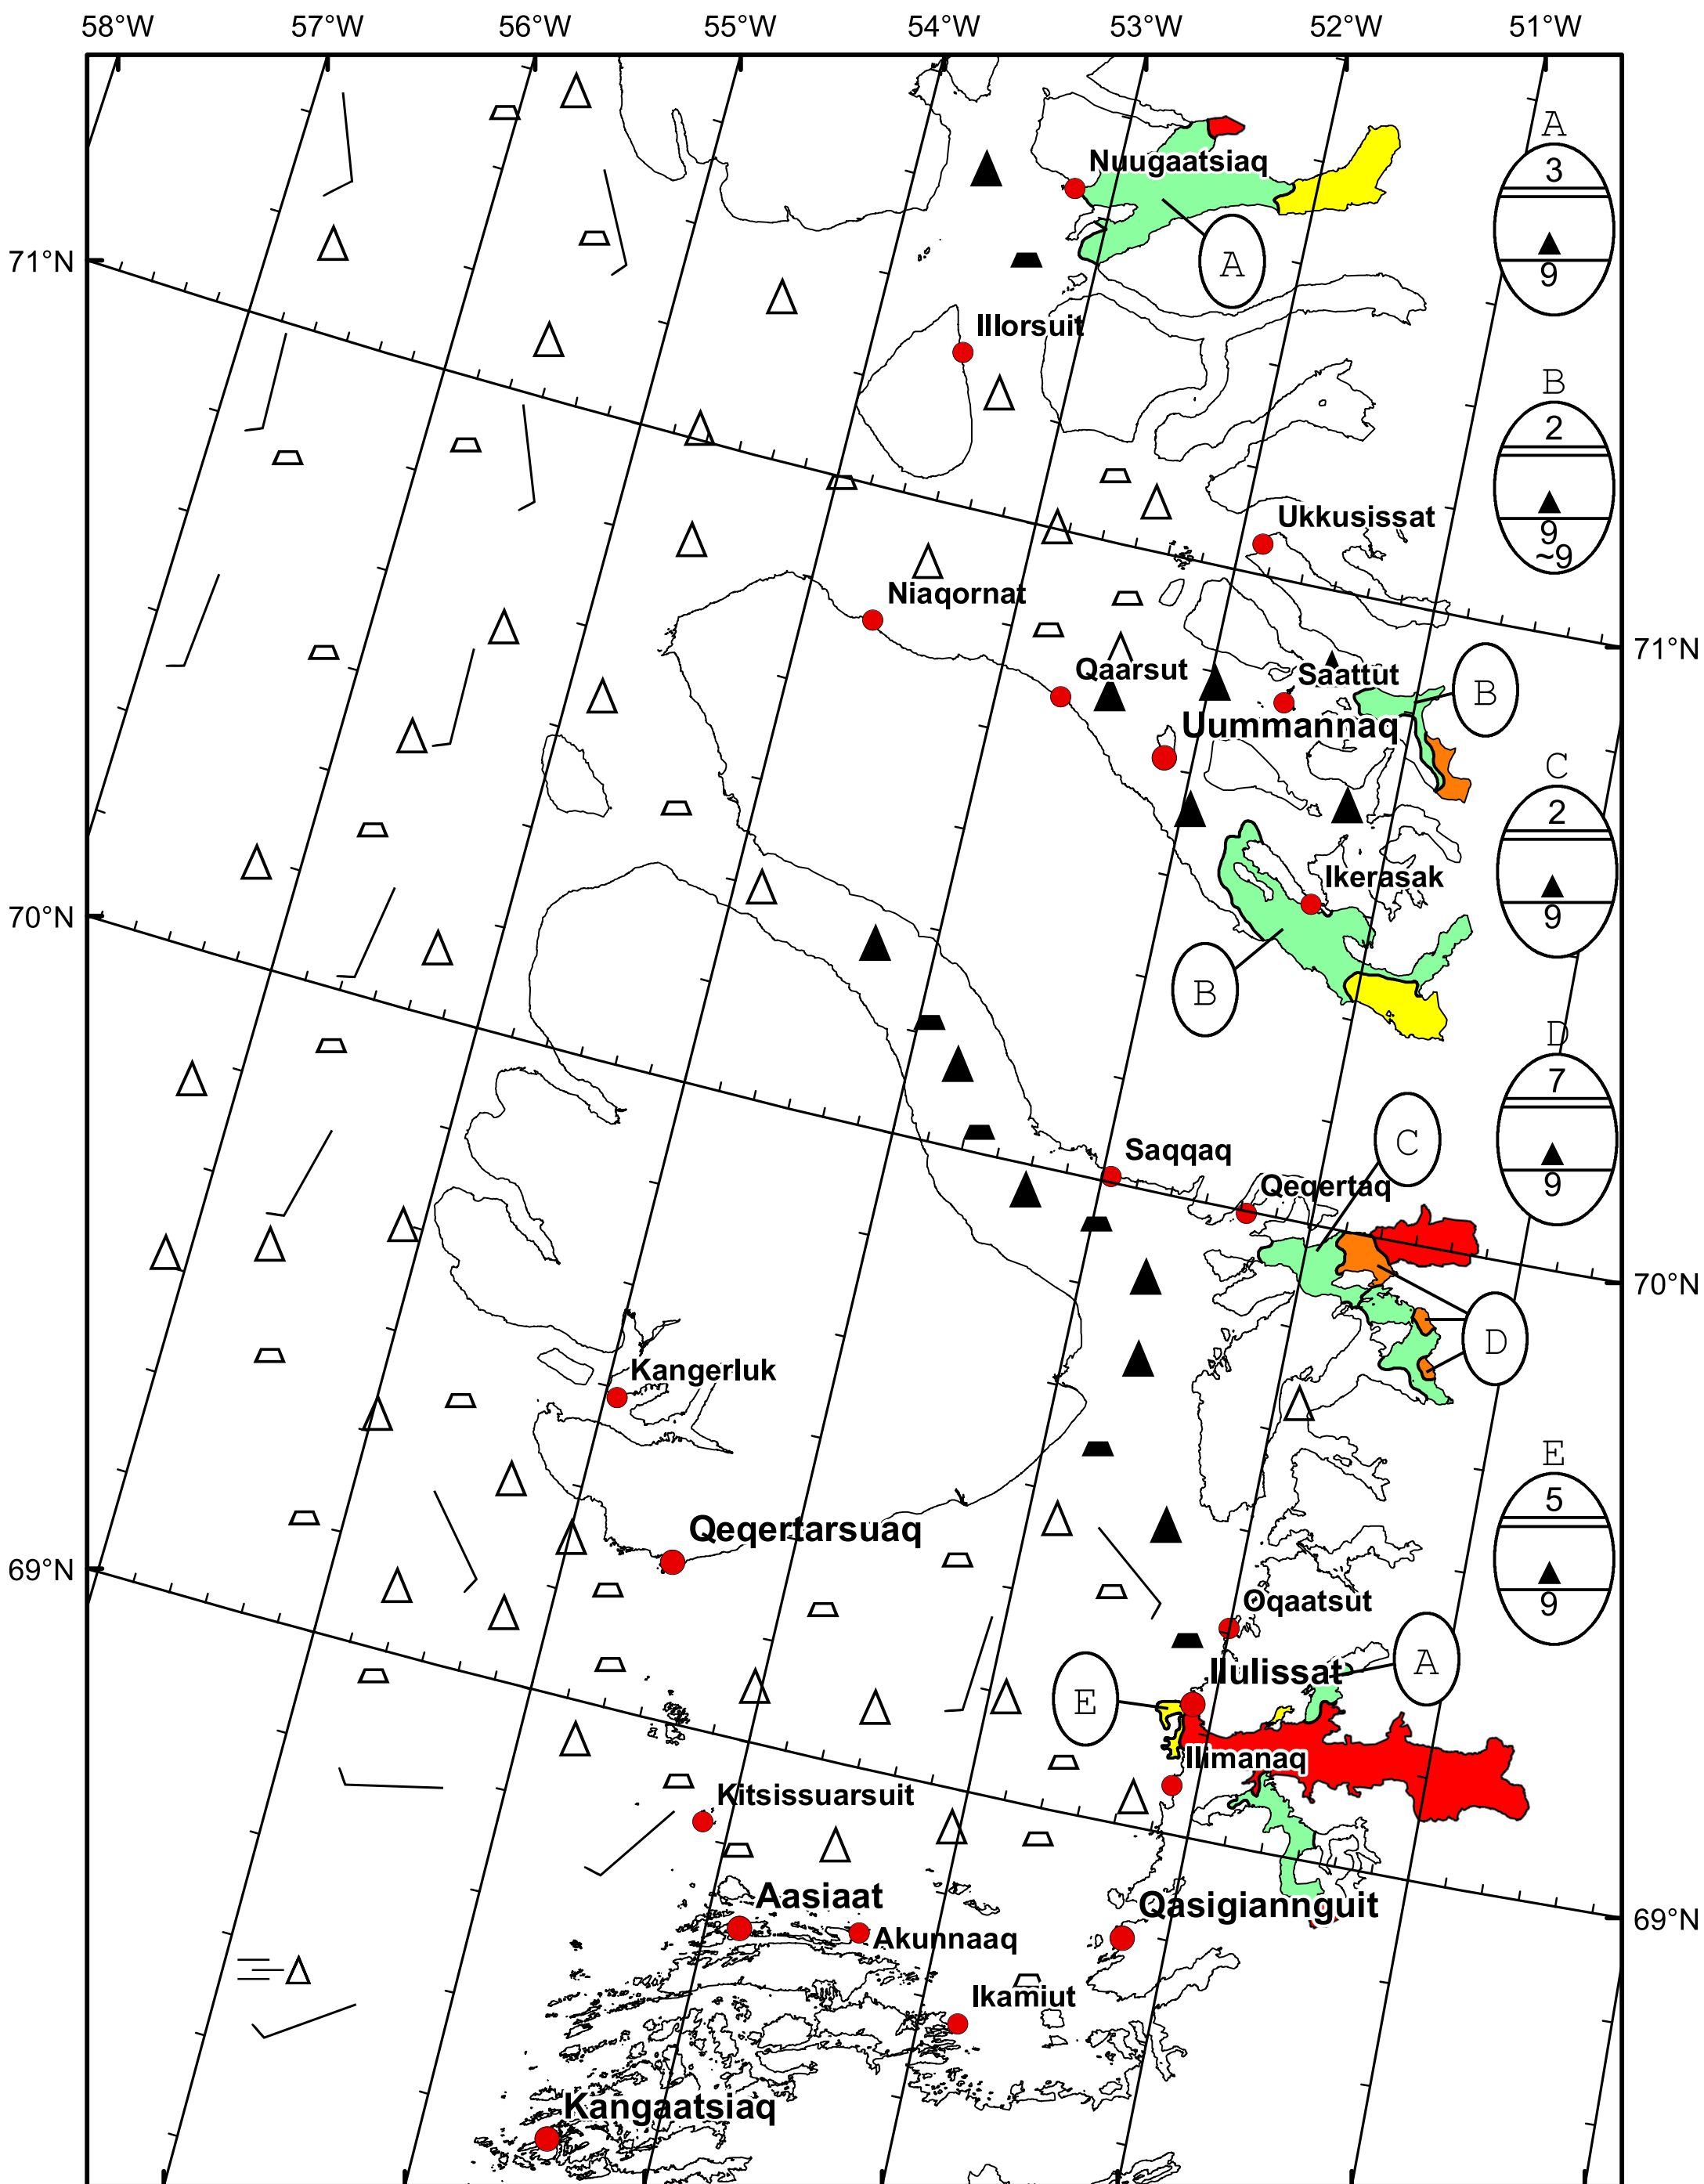 58°W 57°W 56°W 55°W 54°W 53°W 52°W 51°W
A
3
9
Nuugaatsiaq
A
71°N
Illorsuit
B
2
9
~9
Ukkusissat
Niaqornat
71°N
Qaarsut
Saattut
B
Uummannaq
C
2
9
Ikerasak
70°N
B
D
7
9
C
Saqqaq
Qeqertaq
70°N
D
Kangerluk
E
5
9
Qeqertarsuaq
69°N
Oqaatsut
A
Ilulissat
E
Ilimanaq
Kitsissuarsuit
Aasiaat
Qasigiannguit
69°N
Akunnaaq
Ikamiut
Kangaatsiaq